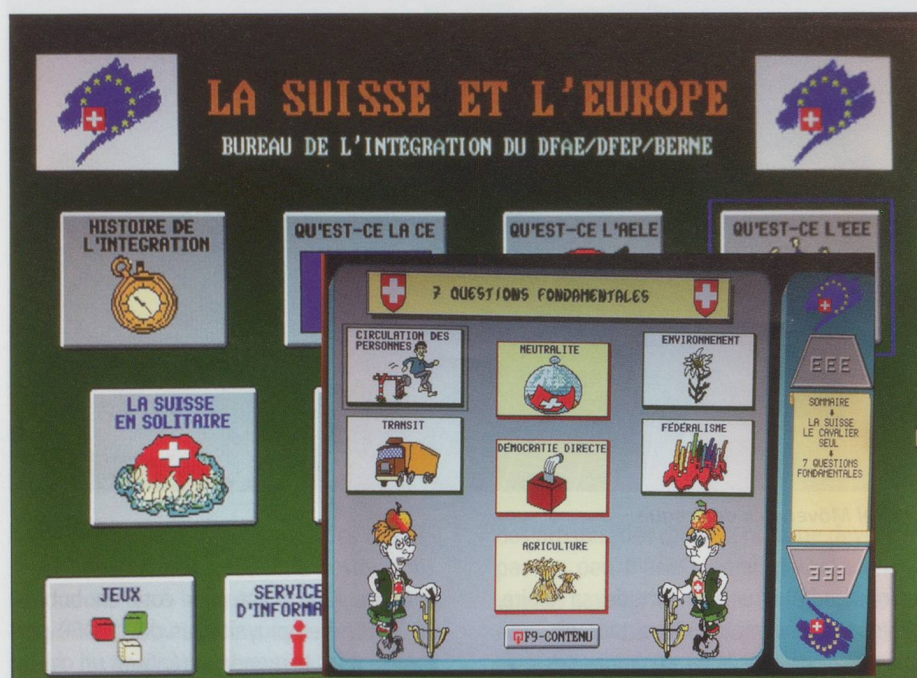 LA SUISSE ET L'EUROPE
BUREAU DE L'INTÉGRATION DU DFAE/DFEP/BERNE
HISTOIRE DE
L'INTEGRATION
QU'EST-CE LA CE
QU'EST-CE L'AELE
QU'EST-CE L'EEE
LA SUISSE
EN SOLITAIRE
JEUX
SERVICE
D'INFORMA
7 QUESTIONS FONDAMENTALES
CIRCULATION DES
PERSONNES
NEUTRALITE
ENVIRONNEMENT
TRANSIT
DÉMOCRATIE DIRECTE
FÉDÉRALISME
AGRICULTURE
F9-CONTENU
EEE
SOMMAIRE
LA SUISSE
LE CAVALIER
SEUL
7 QUESTIONS
FONDAMENTALES
EEE